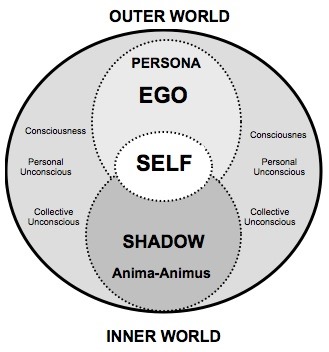 OUTER WORLD
PERSONA
EGO
Consciousness
Consciousnes
SELF
Personal
Unconscious
Personal
Unconscious
Collective
Unconscious
Collective
Unconscious
SHADOW
Anima-Animus
INNER WORLD